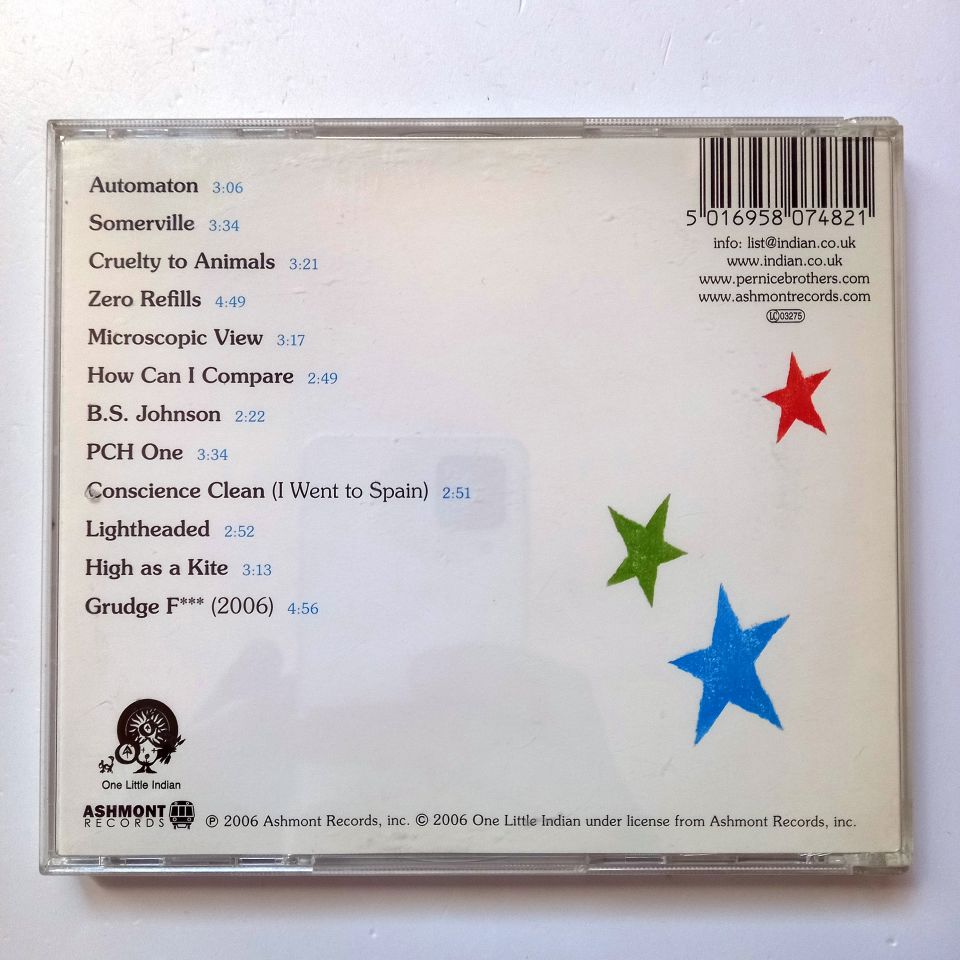 Automaton 3:06
Somerville 3:34
Cruelty to Animals 3:21
Zero Refills 4:49
Microscopic View 3:17
How Can I Compare 2:49
B.S. Johnson 2:22
PCH One 3:34
Conscience Clean (I Went to Spain) 2:51
Lightheaded 2:52
High as a Kite 3:13
Grudge F*** (2006) 4:56
5 016958 074821
info: list@indian.co.uk
www.indian.co.uk
www.pernicebrothers.com
www.ashmontrecords.com
LC 03275
One Little Indian
ASHMONT
RECORDS
℗ 2006 Ashmont Records, inc. © 2006 One Little Indian under license from Ashmont Records, inc.